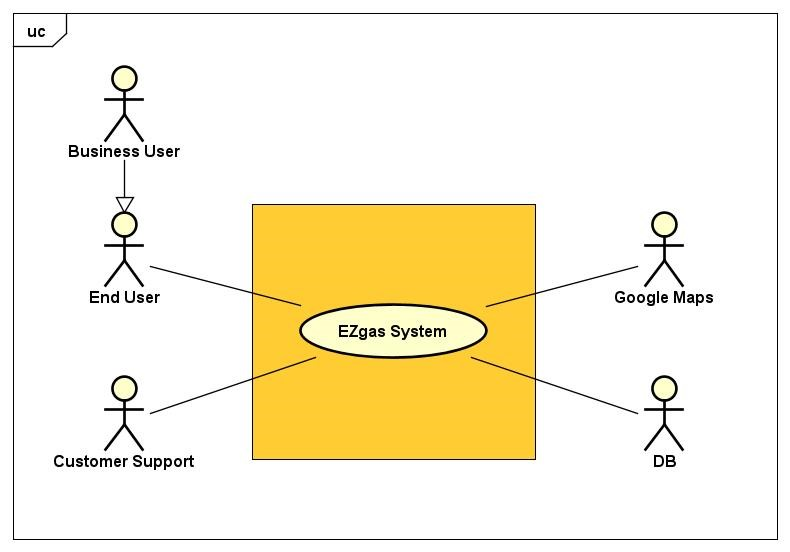 uc
Business User
End User
Google Maps
EZgas System
Customer Support
DB